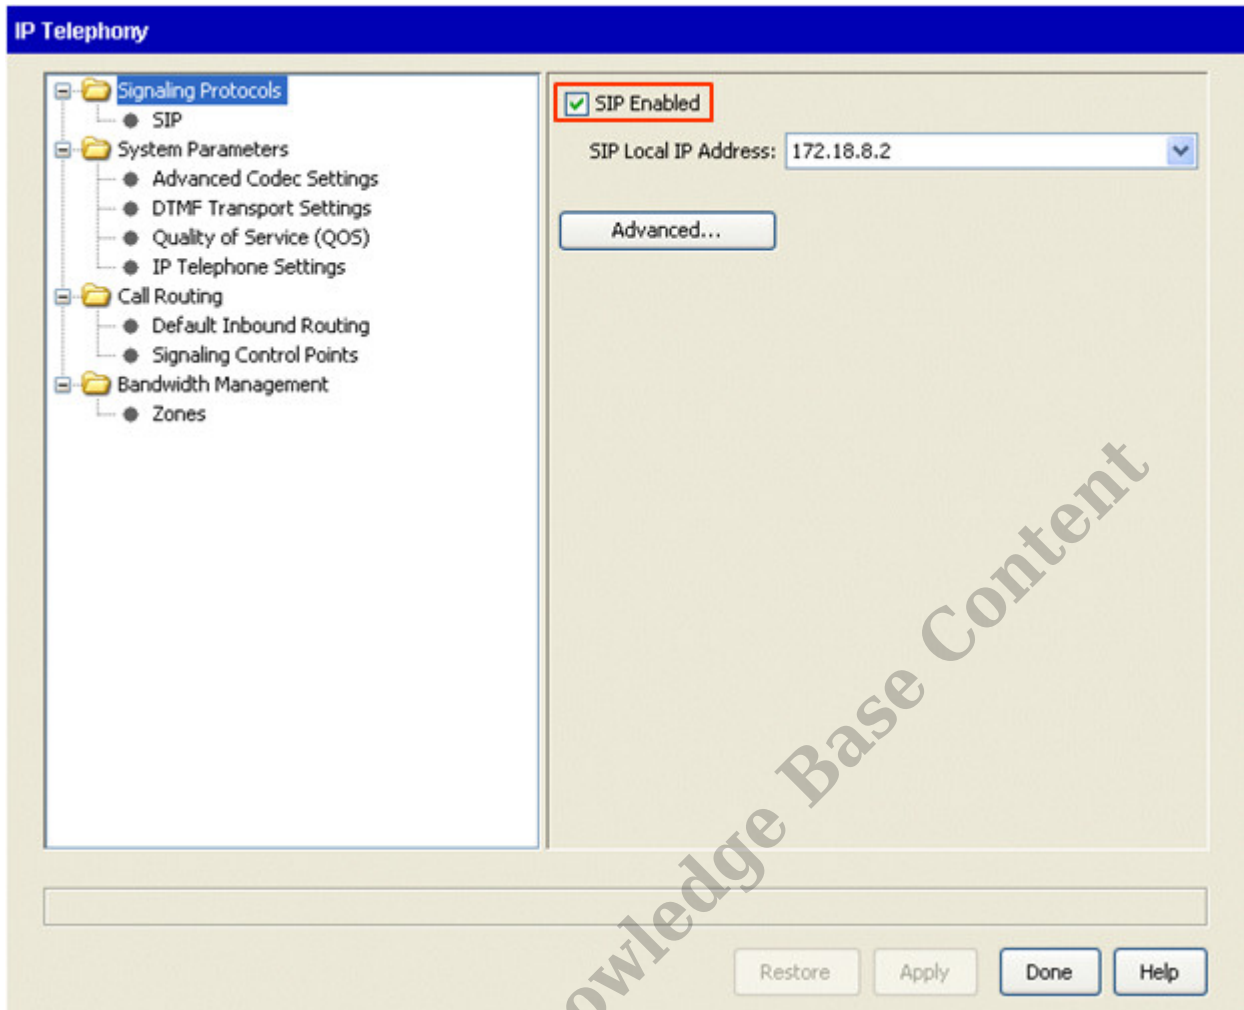 IP Telephony
Signaling Protocols
SIP
System Parameters
Advanced Codec Settings
DTMF Transport Settings
Quality of Service (QOS)
IP Telephone Settings
Call Routing
Default Inbound Routing
Signaling Control Points
Bandwidth Management
Zones
SIP Enabled
SIP Local IP Address: 172.18.8.2
Advanced...
owledge Base Content
Restore Apply Done Help